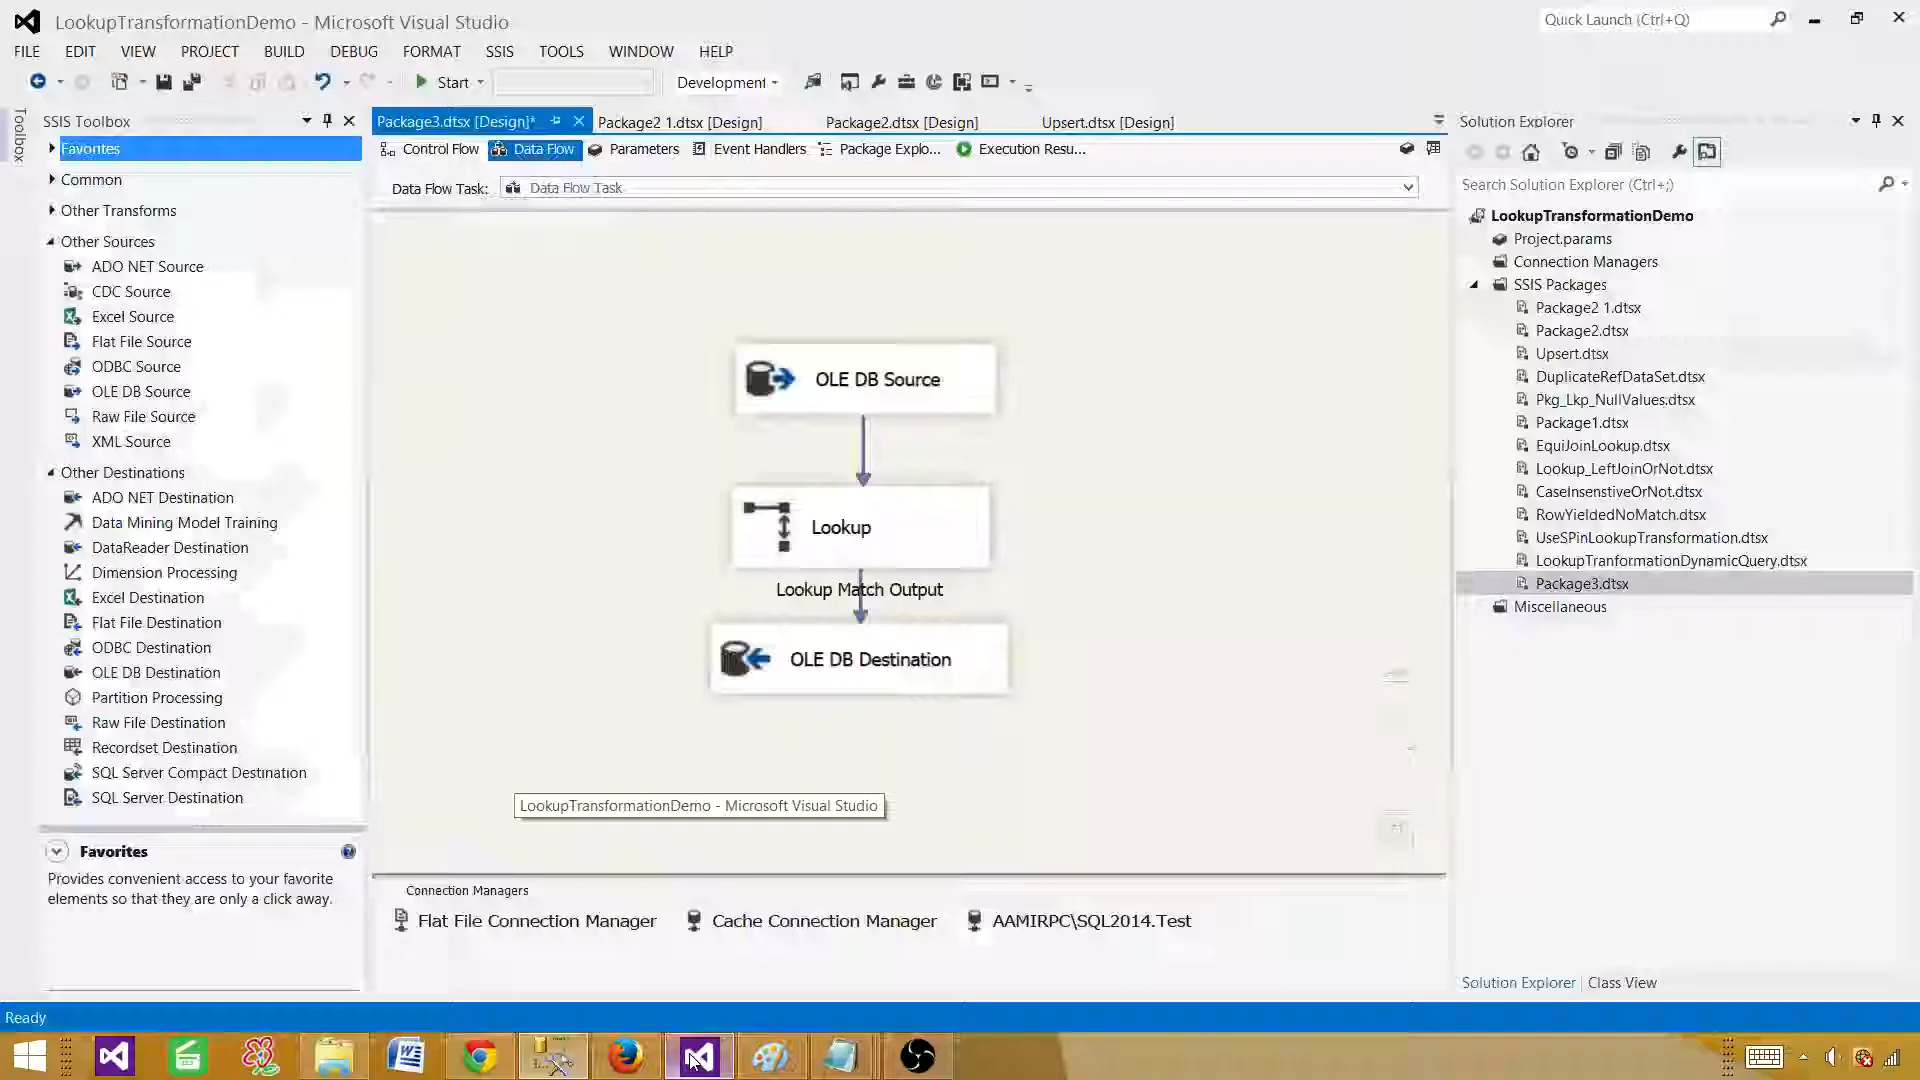 LookupTransformationDemo - Microsoft Visual Studio
Quick Launch (Ctrl+Q)
FILE EDIT VIEW PROJECT BUILD DEBUG FORMAT SSIS TOOLS WINDOW HELP
Start Development
Toolbox
SSIS Toolbox
Favorites
Common
Other Transforms
Other Sources
ADO NET Source
CDC Source
Excel Source
Flat File Source
ODBC Source
OLE DB Source
Raw File Source
XML Source
Other Destinations
ADO NET Destination
Data Mining Model Training
DataReader Destination
Dimension Processing
Excel Destination
Flat File Destination
ODBC Destination
OLE DB Destination
Partition Processing
Raw File Destination
Recordset Destination
SQL Server Compact Destination
SQL Server Destination
Favorites
Provides convenient access to your favorite
elements so that they are only a click away.
Package3.dtsx [Design]* Package2 1.dtsx [Design] Package2.dtsx [Design] Upsert.dtsx [Design]
Control Flow Data Flow Parameters Event Handlers Package Explo... Execution Resu...
Data Flow Task: Data Flow Task
OLE DB Source
Lookup
Lookup Match Output
OLE DB Destination
LookupTransformationDemo - Microsoft Visual Studio
Connection Managers
Flat File Connection Manager Cache Connection Manager AAMIRPC\SQL2014.Test
Solution Explorer
Search Solution Explorer (Ctrl+;)
LookupTransformationDemo
Project.params
Connection Managers
SSIS Packages
Package2 1.dtsx
Package2.dtsx
Upsert.dtsx
DuplicateRefDataSet.dtsx
Pkg_Lkp_NullValues.dtsx
Package1.dtsx
EquiJoinLookup.dtsx
Lookup_LeftJoinOrNot.dtsx
CaseInsenstiveOrNot.dtsx
RowYieldedNoMatch.dtsx
UseSPinLookupTransformation.dtsx
LookupTranformationDynamicQuery.dtsx
Package3.dtsx
Miscellaneous
Solution Explorer Class View
Ready